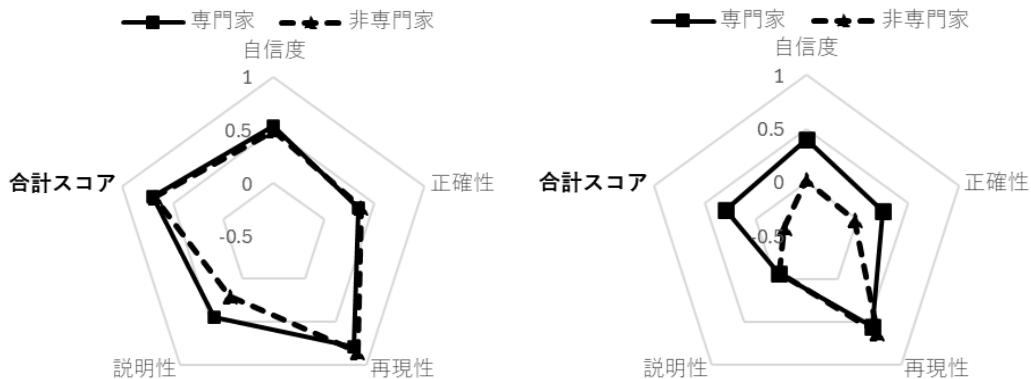 専門家 非専門家
自信度
1
0.5
0
-0.5
正確性
再現性
説明性
合計スコア
専門家 非専門家
自信度
1
0.5
0
-0.5
正確性
再現性
説明性
合計スコア